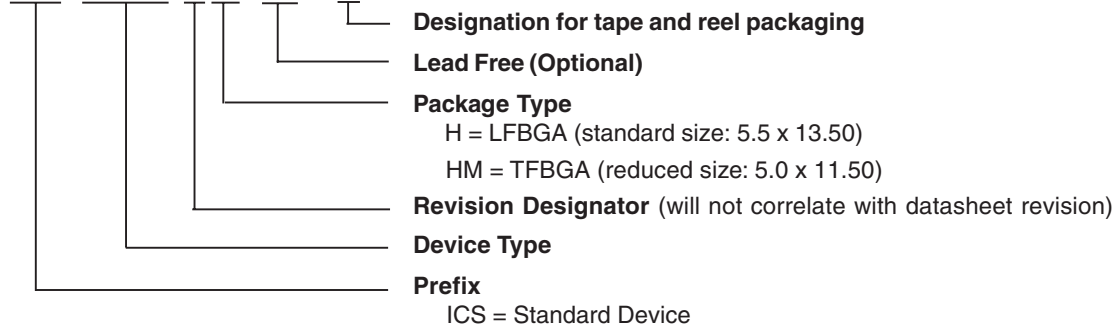 Designation for tape and reel packaging
Lead Free (Optional)
Package Type
H = LFBGA (standard size: 5.5 x 13.50)
HM = TFBGA (reduced size: 5.0 x 11.50)
Revision Designator (will not correlate with datasheet revision)
Device Type
Prefix
ICS = Standard Device